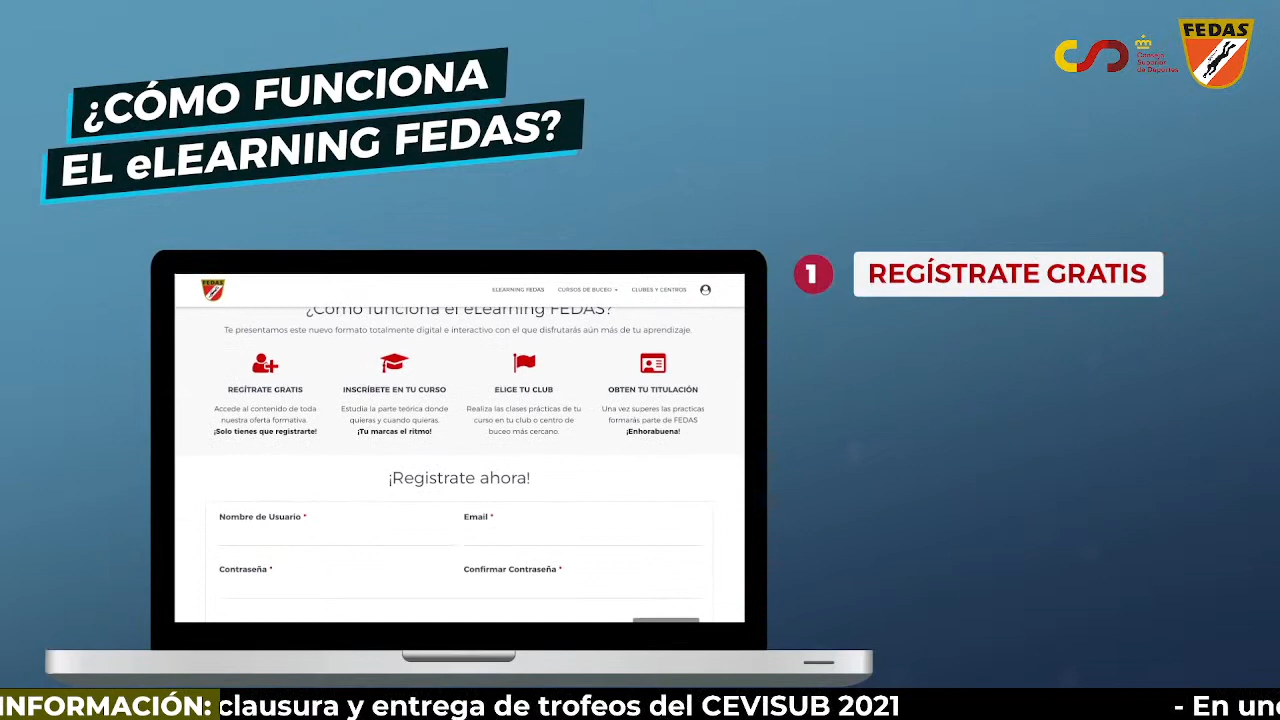 ¿CÓMO FUNCIONA
EL eLEARNING FEDAS?
Consejo
Superior
de Deportes
FEDAS
1 REGÍSTRATE GRATIS
FEDAS
ELEARNING FEDAS CURSOS DE BUCEO CLUBES Y CENTROS
¿Cómo funciona el eLearning FEDAS?
Te presentamos este nuevo formato totalmente digital e interactivo con el que disfrutarás aún más de tu aprendizaje.
REGÍTRATE GRATIS
Accede al contenido de toda
nuestra oferta formativa.
¡Solo tienes que registrarte!
INSCRÍBETE EN TU CURSO
Estudia la parte teórica donde
quieras y cuando quieras.
¡Tu marcas el ritmo!
ELIGE TU CLUB
Realiza las clases prácticas de tu
curso en tu club o centro de
buceo más cercano.
OBTEN TU TITULACIÓN
Una vez superes las practicas
formarás parte de FEDAS
¡Enhorabuena!
¡Registrate ahora!
Nombre de Usuario *
Email *
Contraseña *
Confirmar Contraseña *
INFORMACIÓN: clausura y entrega de trofeos del CEVISUB 2021 - En